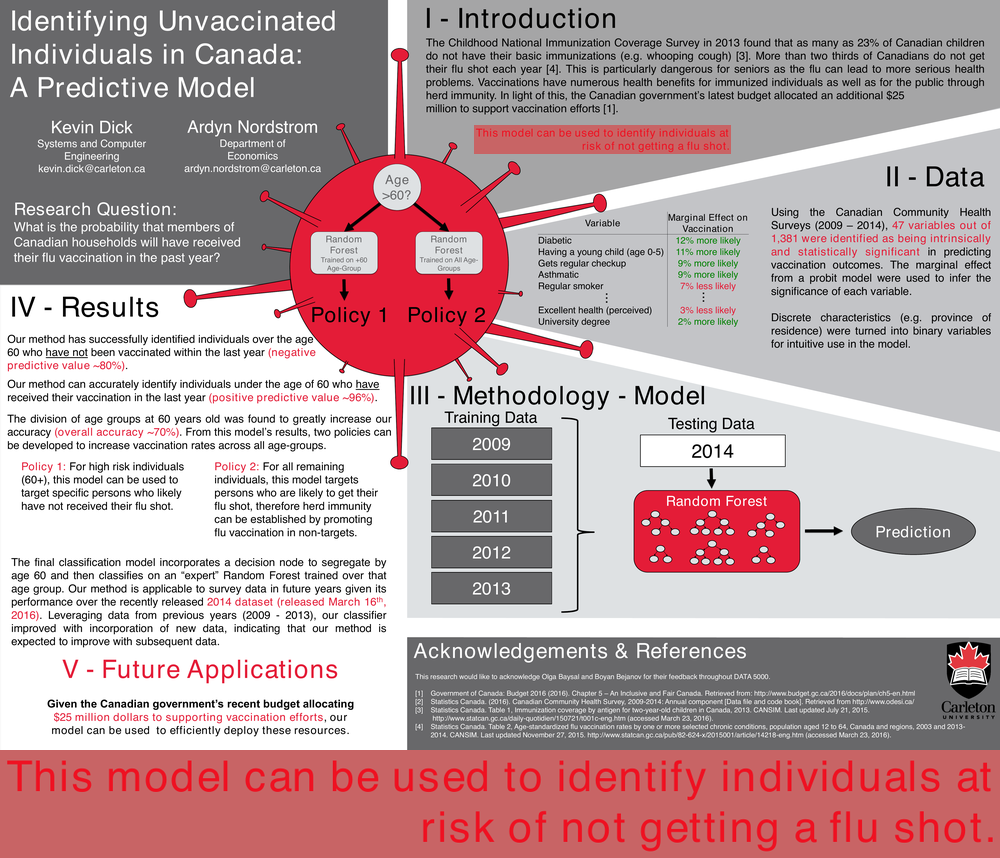 Identifying Unvaccinated
Individuals in Canada:
A Predictive Model
Kevin Dick
Systems and Computer
Engineering
kevin.dick@carleton.ca
Ardyn Nordstrom
Department of
Economics
ardyn.nordstrom@carleton.ca
Research Question:
What is the probability that members of
Canadian households will have received
their flu vaccination in the past year?
I - Introduction
The Childhood National Immunization Coverage Survey in 2013 found that as many as 23% of Canadian children
do not have their basic immunizations (e.g. whooping cough) [3]. More than two thirds of Canadians do not get
their flu shot each year [4]. This is particularly dangerous for seniors as the flu can lead to more serious health
problems. Vaccinations have numerous health benefits for immunized individuals as well as for the public through
herd immunity. In light of this, the Canadian government's latest budget allocated an additional $25
million to support vaccination efforts [1].
This model can be used to identify individuals at
risk of not getting a flu shot.
Age
>60?
Random
Forest
Trained on +60
Age-Group
Random
Forest
Trained on All Age-
Groups
Policy 1
Policy 2
II - Data
Variable
Marginal Effect on
Vaccination
Diabetic 12% more likely
Having a young child (age 0-5) 11% more likely
Gets regular checkup 9% more likely
Asthmatic 9% more likely
Regular smoker 7% less likely
⋮ ⋮
Excellent health (perceived) 3% less likely
University degree 2% more likely
Using the Canadian Community Health
Surveys (2009 – 2014), 47 variables out of
1,381 were identified as being intrinsically
and statistically significant in predicting
vaccination outcomes. The marginal effect
from a probit model were used to infer the
significance of each variable.
Discrete characteristics (e.g. province of
residence) were turned into binary variables
for intuitive use in the model.
III - Methodology - Model
Training Data
2009
2010
2011
2012
2013
Testing Data
2014
Random Forest
Prediction
IV - Results
Our method has successfully identified individuals over the age
60 who have not been vaccinated within the last year (negative
predictive value ~80%).
Our method can accurately identify individuals under the age of 60 who have
received their vaccination in the last year (positive predictive value ~96%).
The division of age groups at 60 years old was found to greatly increase our
accuracy (overall accuracy ~70%). From this model's results, two policies can
be developed to increase vaccination rates across all age-groups.
Policy 1: For high risk individuals
(60+), this model can be used to
target specific persons who likely
have not received their flu shot.
Policy 2: For all remaining
individuals, this model targets
persons who are likely to get their
flu shot, therefore herd immunity
can be established by promoting
flu vaccination in non-targets.
The final classification model incorporates a decision node to segregate by
age 60 and then classifies on an “expert” Random Forest trained over that
age group. Our method is applicable to survey data in future years given its
performance over the recently released 2014 dataset (released March 16th,
2016). Leveraging data from previous years (2009 - 2013), our classifier
improved with incorporation of new data, indicating that our method is
expected to improve with subsequent data.
V - Future Applications
Given the Canadian government's recent budget allocating
$25 million dollars to supporting vaccination efforts, our
model can be used to efficiently deploy these resources.
Acknowledgements & References
This research would like to acknowledge Olga Baysal and Boyan Bejanov for their feedback throughout DATA 5000.
[1] Government of Canada: Budget 2016 (2016). Chapter 5 – An Inclusive and Fair Canada. Retrieved from: http://www.budget.gc.ca/2016/docs/plan/ch5-en.html
[2] Statistics Canada. (2016). Canadian Community Health Survey, 2009-2014: Annual component [Data file and code book]. Retrieved from http://www.odesi.ca/
[3] Statistics Canada. Table 1, Immunization coverage by antigen for two-year-old children in Canada, 2013. CANSIM. Last updated July 21, 2015.
http://www.statcan.gc.ca/daily-quotidien/150721/t001c-eng.htm (accessed March 23, 2016).
[4] Statistics Canada. Table 2, Age-standardized flu vaccination rates by one or more selected chronic conditions, population aged 12 to 64, Canada and regions, 2003 and 2013-
2014. CANSIM. Last updated November 27, 2015. http://www.statcan.gc.ca/pub/82-624-x/2015001/article/14218-eng.htm (accessed March 23, 2016).
Carleton
UNIVERSITY
This model can be used to identify individuals at
risk of not getting a flu shot.